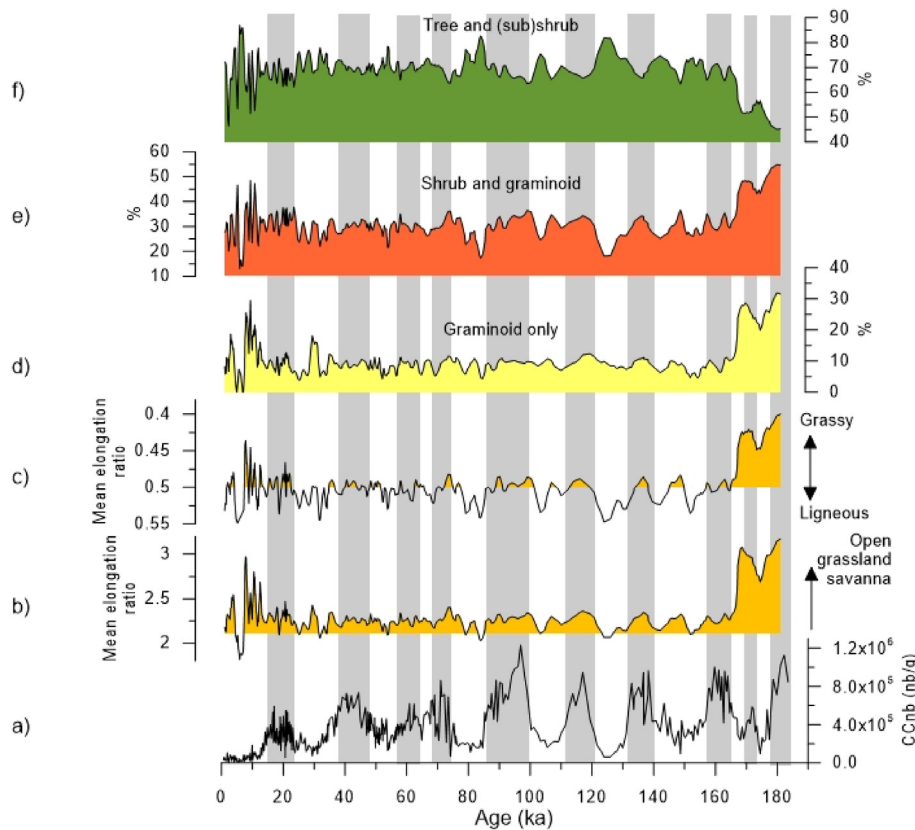 Tree and (sub)shrub
90
80
70
60
50
40
%
f)
60
50
40
30
20
10
%
Shrub and graminoid
e)
40
30
20
10
0
%
Graminoid only
d)
0.4
0.45
0.5
0.55
Mean elongation
ratio
Grassy
Ligneous
c)
3
2.5
2
Mean elongation
ratio
Open
grassland
savanna
b)
1.2x10⁶
8.0x10⁵
4.0x10⁵
0.0
CCnb (nb/g)
a)
0 20 40 60 80 100 120 140 160 180
Age (ka)